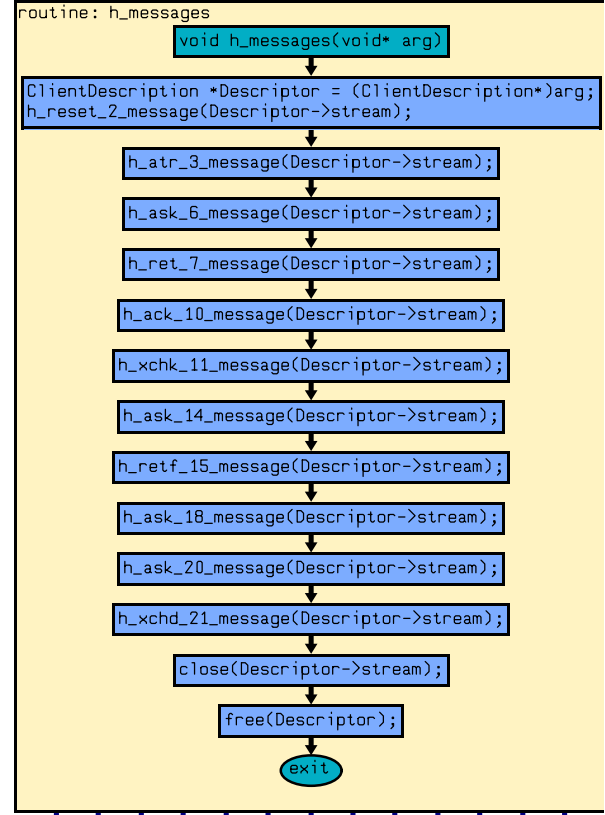 routine: h_messages
void h_messages(void* arg)
ClientDescription *Descriptor = (ClientDescription*)arg;
h_reset_2_message(Descriptor->stream);
h_atr_3_message(Descriptor->stream);
h_ask_6_message(Descriptor->stream);
h_ret_7_message(Descriptor->stream);
h_ack_10_message(Descriptor->stream);
h_xchk_11_message(Descriptor->stream);
h_ask_14_message(Descriptor->stream);
h_retf_15_message(Descriptor->stream);
h_ask_18_message(Descriptor->stream);
h_ask_20_message(Descriptor->stream);
h_xchd_21_message(Descriptor->stream);
close(Descriptor->stream);
free(Descriptor);
exit